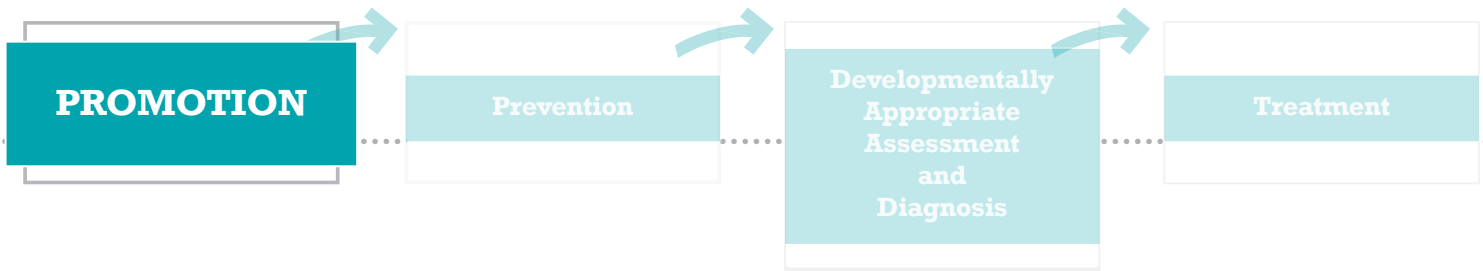 PROMOTION
Prevention
Developmentally
Appropriate
Assessment
and
Diagnosis
Treatment